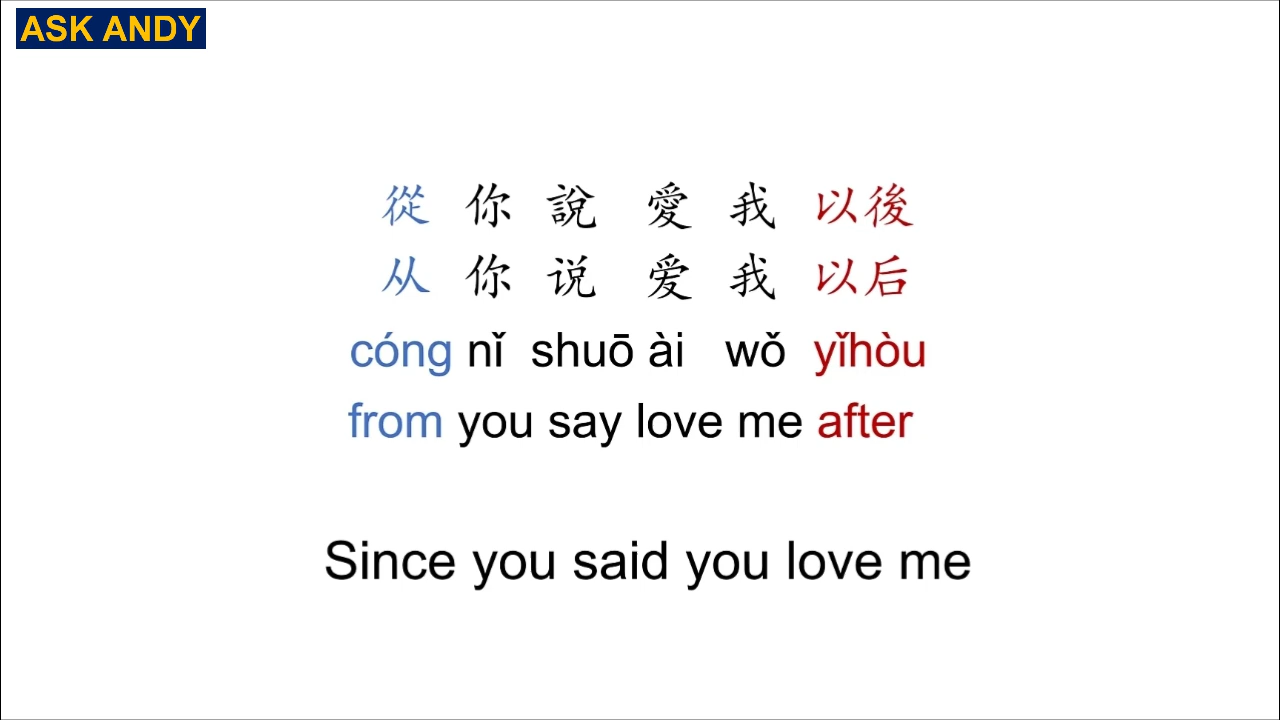 ASK ANDY
從 你 說 愛 我 以後
从 你 说 爱 我 以后
cóng nǐ shuō ài wǒ yǐhòu
from you say love me after
Since you said you love me